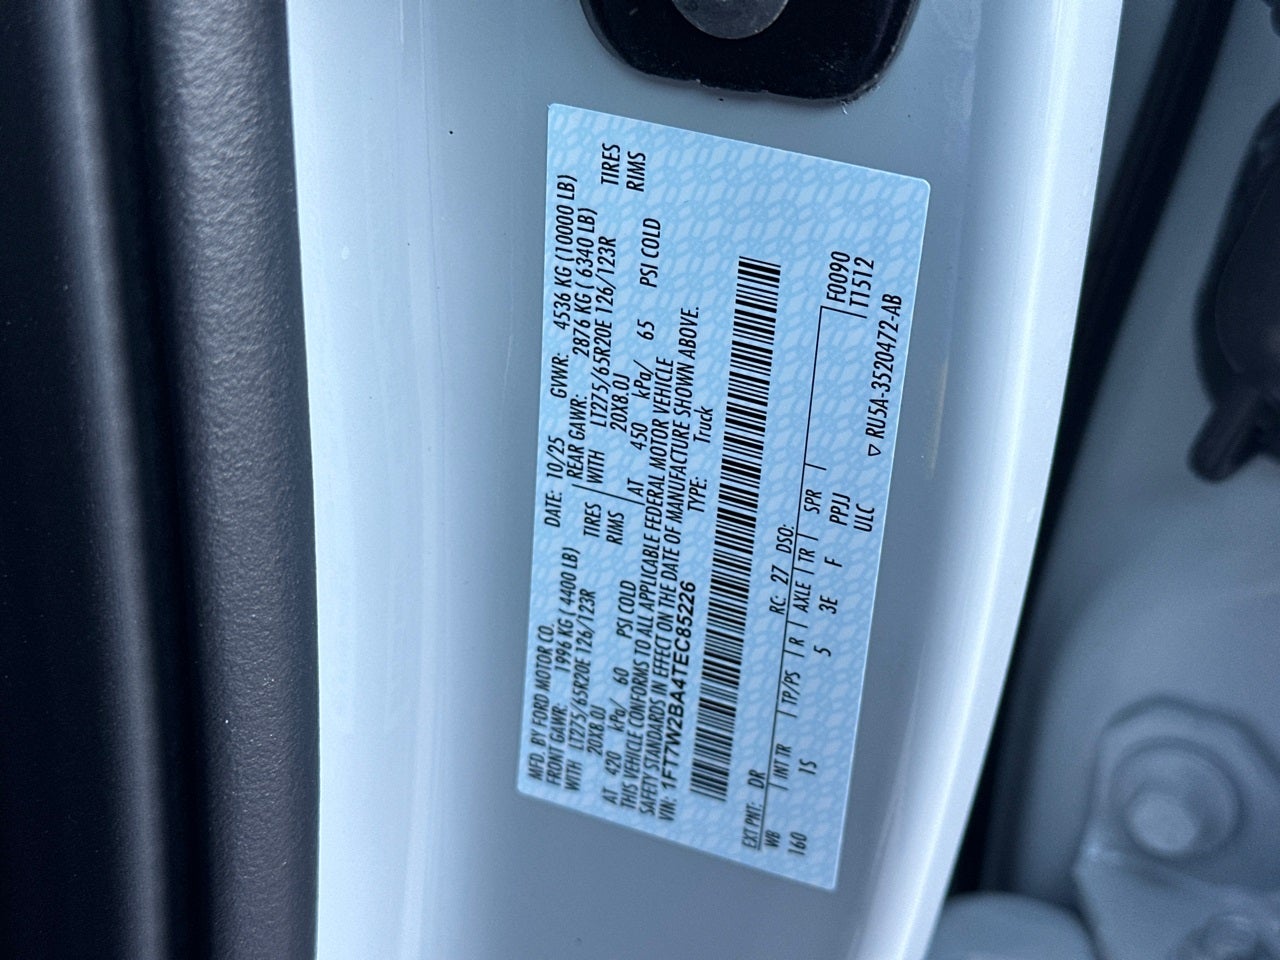 MFD. BY FORD MOTOR CO. DATE: 10/25 GVWR: 4536 KG (10000 LB)
FRONT GAWR: 1996 KG ( 4400 LB) REAR GAWR: 2876 KG ( 6340 LB)
WITH LT275/65R20E 126/123R TIRES WITH LT275/65R20E 126/123R TIRES
20X8.0J RIMS 20X8.0J RIMS
AT 420 kPa/ 60 PSI COLD AT 450 kPa/ 65 PSI COLD
THIS VEHICLE CONFORMS TO ALL APPLICABLE FEDERAL MOTOR VEHICLE
SAFETY STANDARDS IN EFFECT ON THE DATE OF MANUFACTURE SHOWN ABOVE.
VIN: 1FT7W2BA4TEC85226 TYPE: Truck
EXT PNT: DR RC: 27 DSO:
WB INT TR TP/PS R AXLE TR SPR F0090
160 15 5 3E F PPJJ T1512
ULC RU5A-3520472-AB